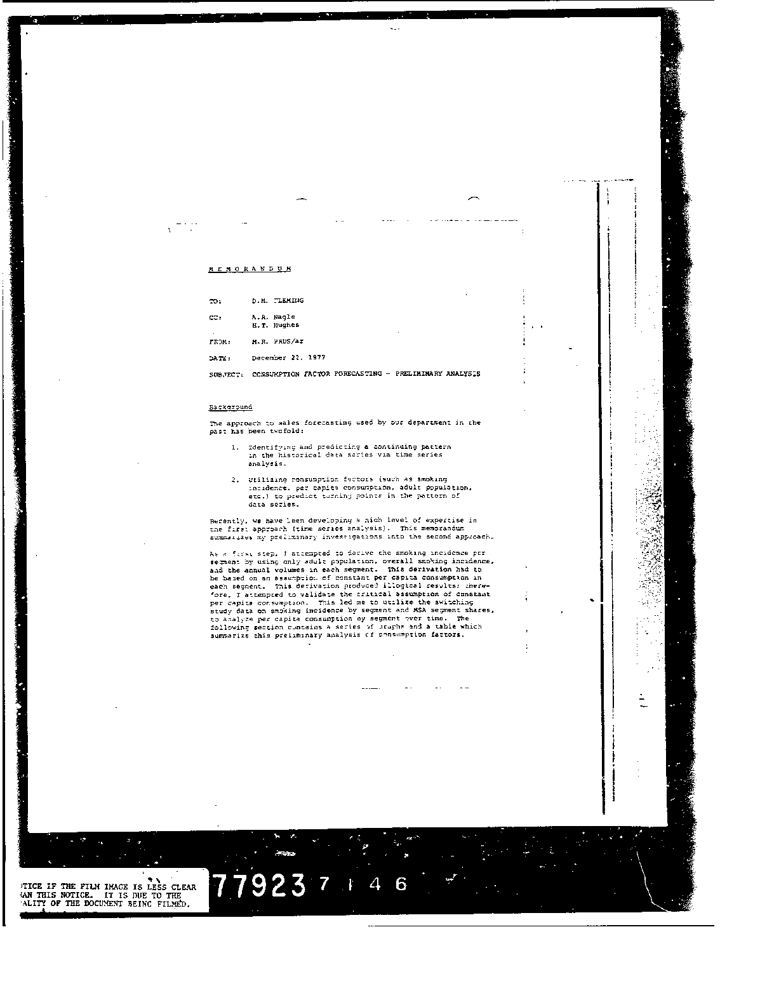 MEMORANDUM
TO: D.M. FLEMING
CC: A.R. Nagle
H.T. Hughes
FROM: M.R.
DATE: December 22, 1977
SUBJECT: CONSUMPTION FACTOR FORECASTING - PRELIMINARY ANALYSIS
Background
The approach to sales forecasting used by our department in the
past has been twofold:
1. Identifying and predicting a continuing pattern
in the historical data series via time series
analysis.
2. Utilizing consumption factors (such as smoking
incidence, per capita consumption, adult population,
etc.) to predict turning points in the pattern of
data series.
Recently, we have been developing a high level of expertise in
the first approach (time series analysis). This memorandum
summarizes my preliminary investigations into the second approach.
As a first step, I attempted to derive the smoking incidence per
segment by using only adult population, overall smoking incidence,
and the annual volumes in each segment. This derivation had to
be based on an assumption of constant per capita consumption in
each segment. This derivation produced illogical results; there-
fore, I attempted to validate the critical assumption of constant
per capita consumption. This led me to utilize the switching
study data on smoking incidence by segment and MSA segment shares,
to analyze per capita consumption by segment over time. The
following section contains a series of graphs and a table which
summarize this preliminary analysis of consumption factors.
TICE IF THE FILM IMAGE IS LESS CLEAR
AN THIS NOTICE. IT IS DUE TO THE
ALITY OF THE DOCUMENT BEING FILMED.
77923 7146